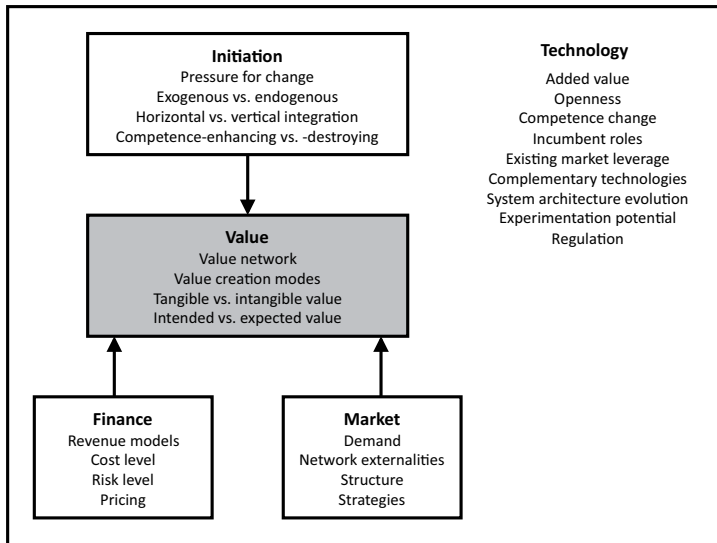 Initiation
Pressure for change
Exogenous vs. endogenous
Horizontal vs. vertical integration
Competence-enhancing vs. -destroying
Technology
Added value
Openness
Competence change
Incumbent roles
Existing market leverage
Complementary technologies
System architecture evolution
Experimentation potential
Regulation
Value
Value network
Value creation modes
Tangible vs. intangible value
Intended vs. expected value
Finance
Revenue models
Cost level
Risk level
Pricing
Market
Demand
Network externalities
Structure
Strategies